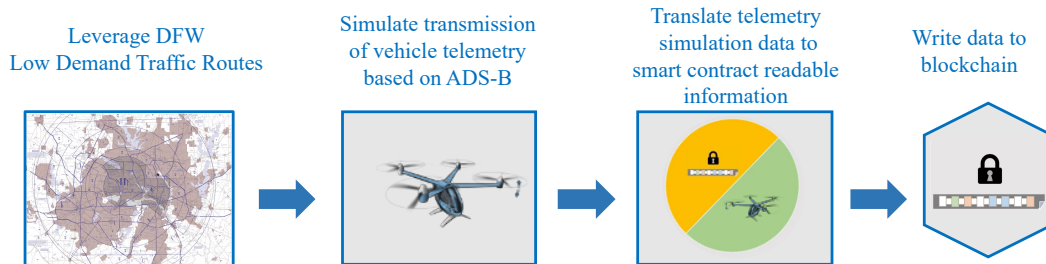 Leverage DFW
Low Demand Traffic Routes
Simulate transmission
of vehicle telemetry
based on ADS-B
Translate telemetry
simulation data to
smart contract readable
information
Write data to
blockchain